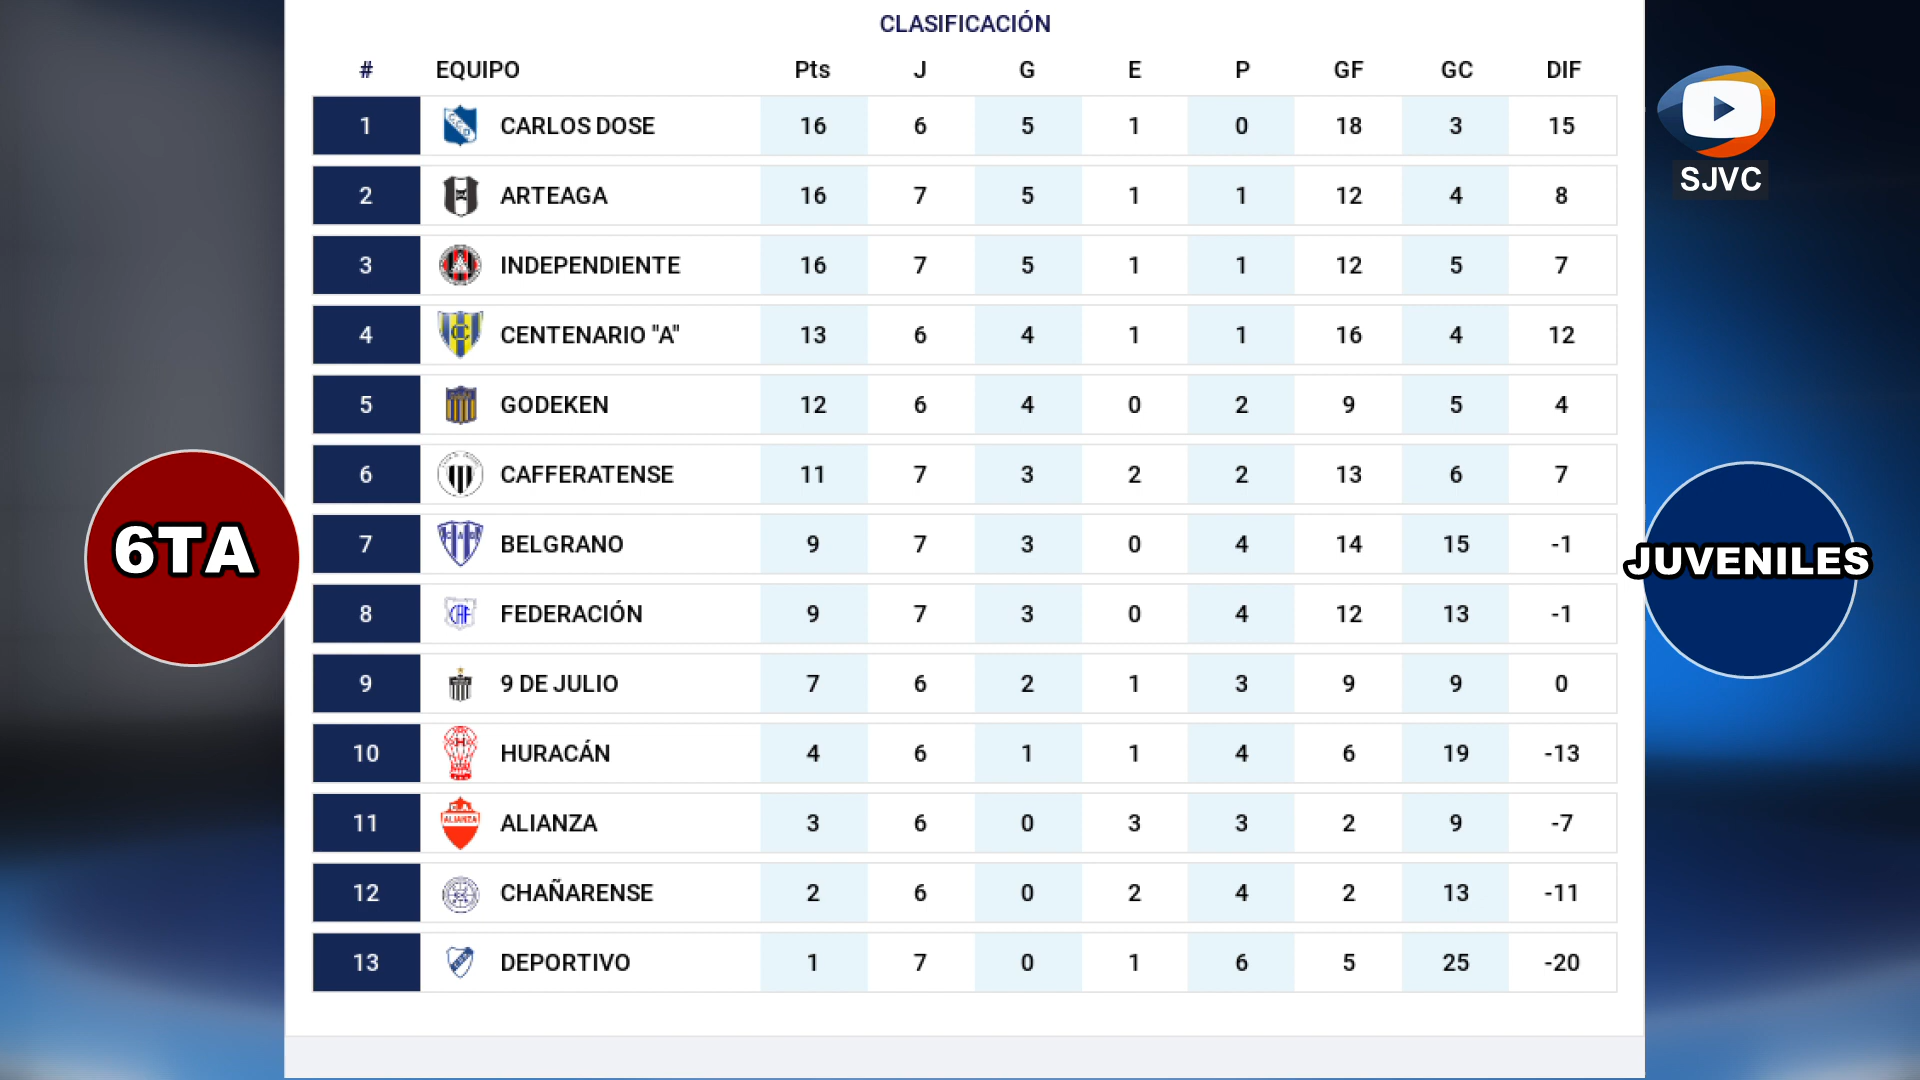 CLASIFICACIÓN
# EQUIPO Pts J G E P GF GC DIF
1 CARLOS DOSE 16 6 5 1 0 18 3 15
2 ARTEAGA 16 7 5 1 1 12 4 8
3 INDEPENDIENTE 16 7 5 1 1 12 5 7
4 CENTENARIO "A" 13 6 4 1 1 16 4 12
5 GODEKEN 12 6 4 0 2 9 5 4
6 CAFFERATENSE 11 7 3 2 2 13 6 7
7 BELGRANO 9 7 3 0 4 14 15 -1
8 FEDERACIÓN 9 7 3 0 4 12 13 -1
9 9 DE JULIO 7 6 2 1 3 9 9 0
10 HURACÁN 4 6 1 1 4 6 19 -13
11 ALIANZA 3 6 0 3 3 2 9 -7
12 CHAÑARENSE 2 6 0 2 4 2 13 -11
13 DEPORTIVO 1 7 0 1 6 5 25 -20
6TA
JUVENILES
SJVC